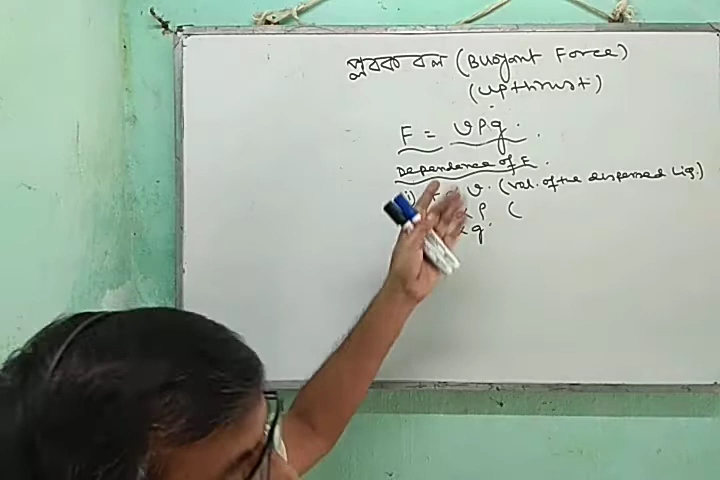 প্লবক বল (Buoyant Force)
(upthrust)
F = vρg.
Dependence of F.
(i) v. (Vol. of the dispersed Liq.)
ρ (
g.